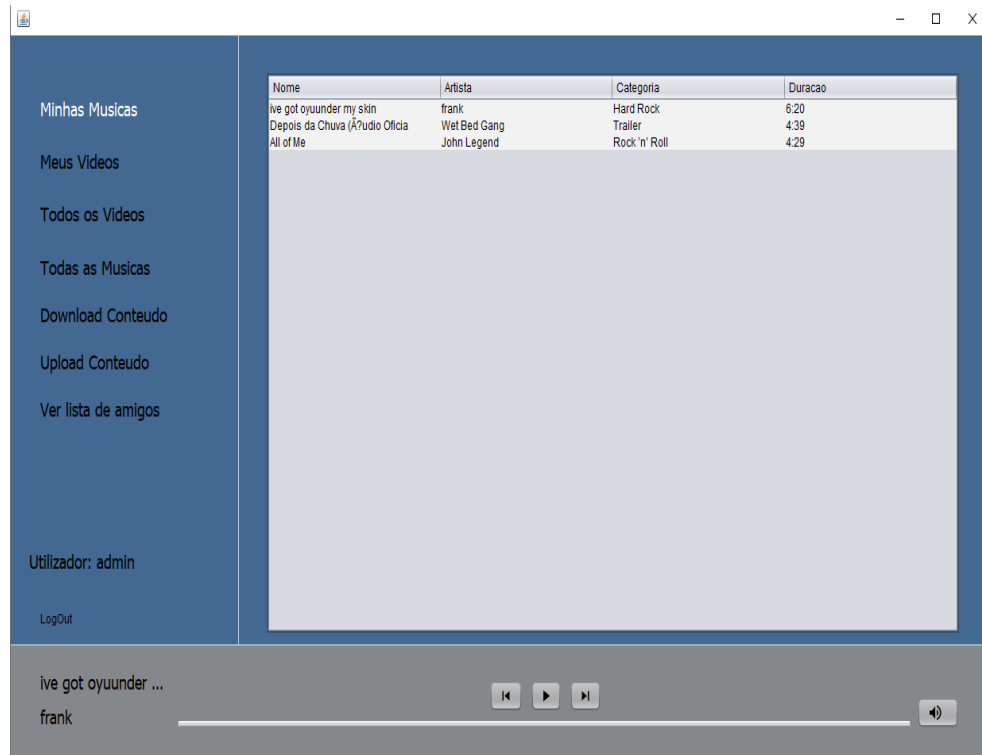 Minhas Musicas
Meus Videos
Todos os Videos
Todas as Musicas
Download Conteudo
Upload Conteudo
Ver lista de amigos
Utilizador: admin
LogOut
Nome Artista Categoria Duracao
ive got oyuunder my skin frank Hard Rock 6:20
Depois da Chuva (Ã?udio Oficia Wet Bed Gang Trailer 4:39
All of Me John Legend Rock 'n' Roll 4:29
ive got oyuunder ...
frank